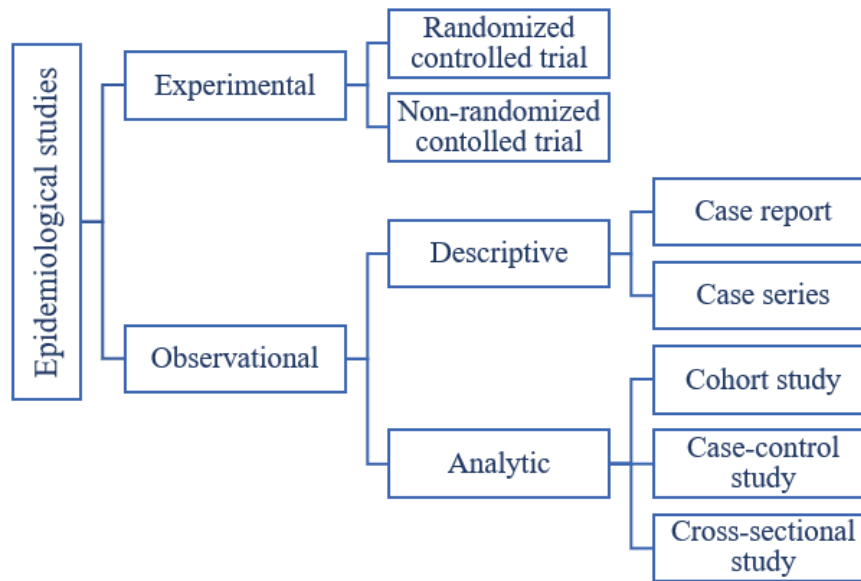 Epidemiological studies
Experimental
Randomized
controlled trial
Non-randomized
contolled trial
Observational
Descriptive
Case report
Case series
Analytic
Cohort study
Case-control
study
Cross-sectional
study